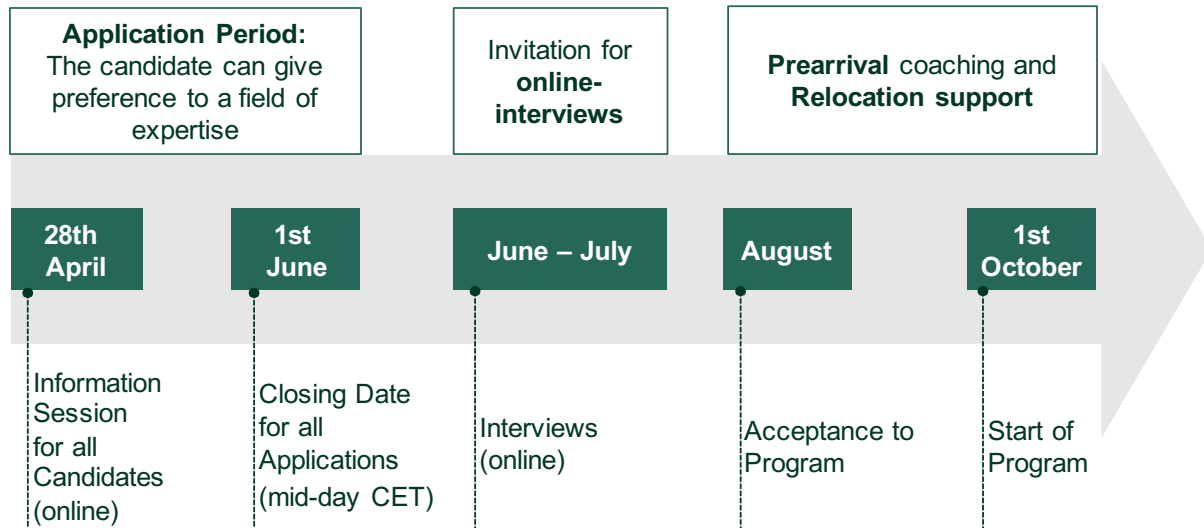 Application Period:
The candidate can give
preference to a field of
expertise
Invitation for
online-
interviews
Prearrival coaching and
Relocation support
28th
April
1st
June
June – July
August
1st
October
Information
Session
for all
Candidates
(online)
Closing Date
for all
Applications
(mid-day CET)
Interviews
(online)
Acceptance to
Program
Start of
Program